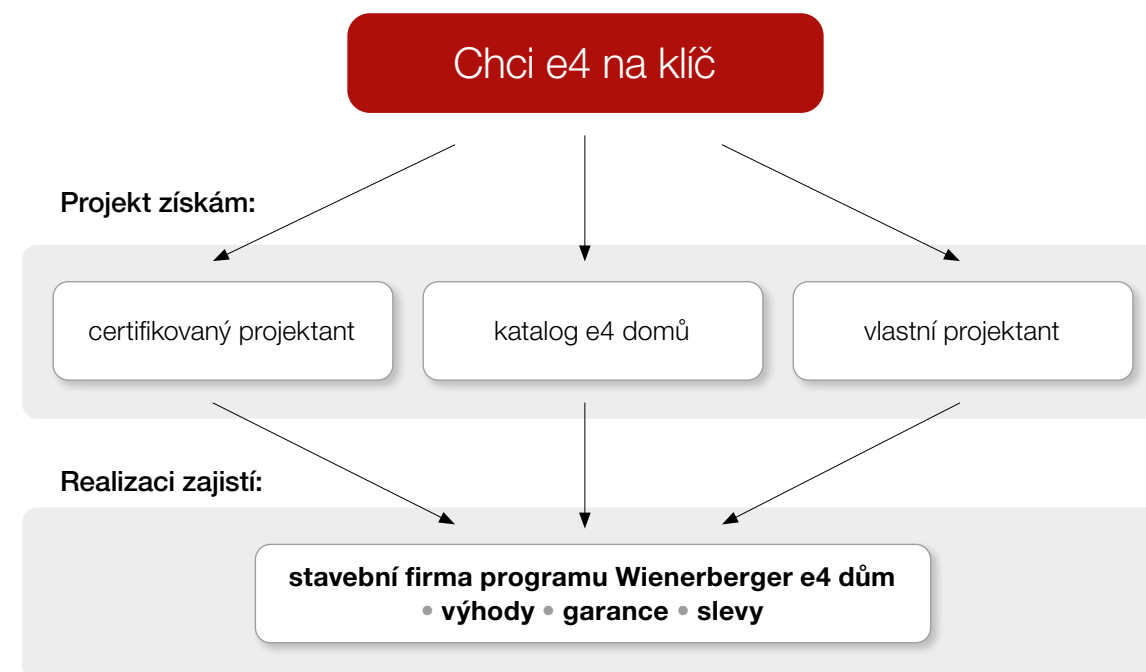 Chci e4 na klíč
Projekt získám:
certifikovaný projektant
katalog e4 domů
vlastní projektant
Realizaci zajistí:
stavební firma programu Wienerberger e4 dům
• výhody • garance • slevy